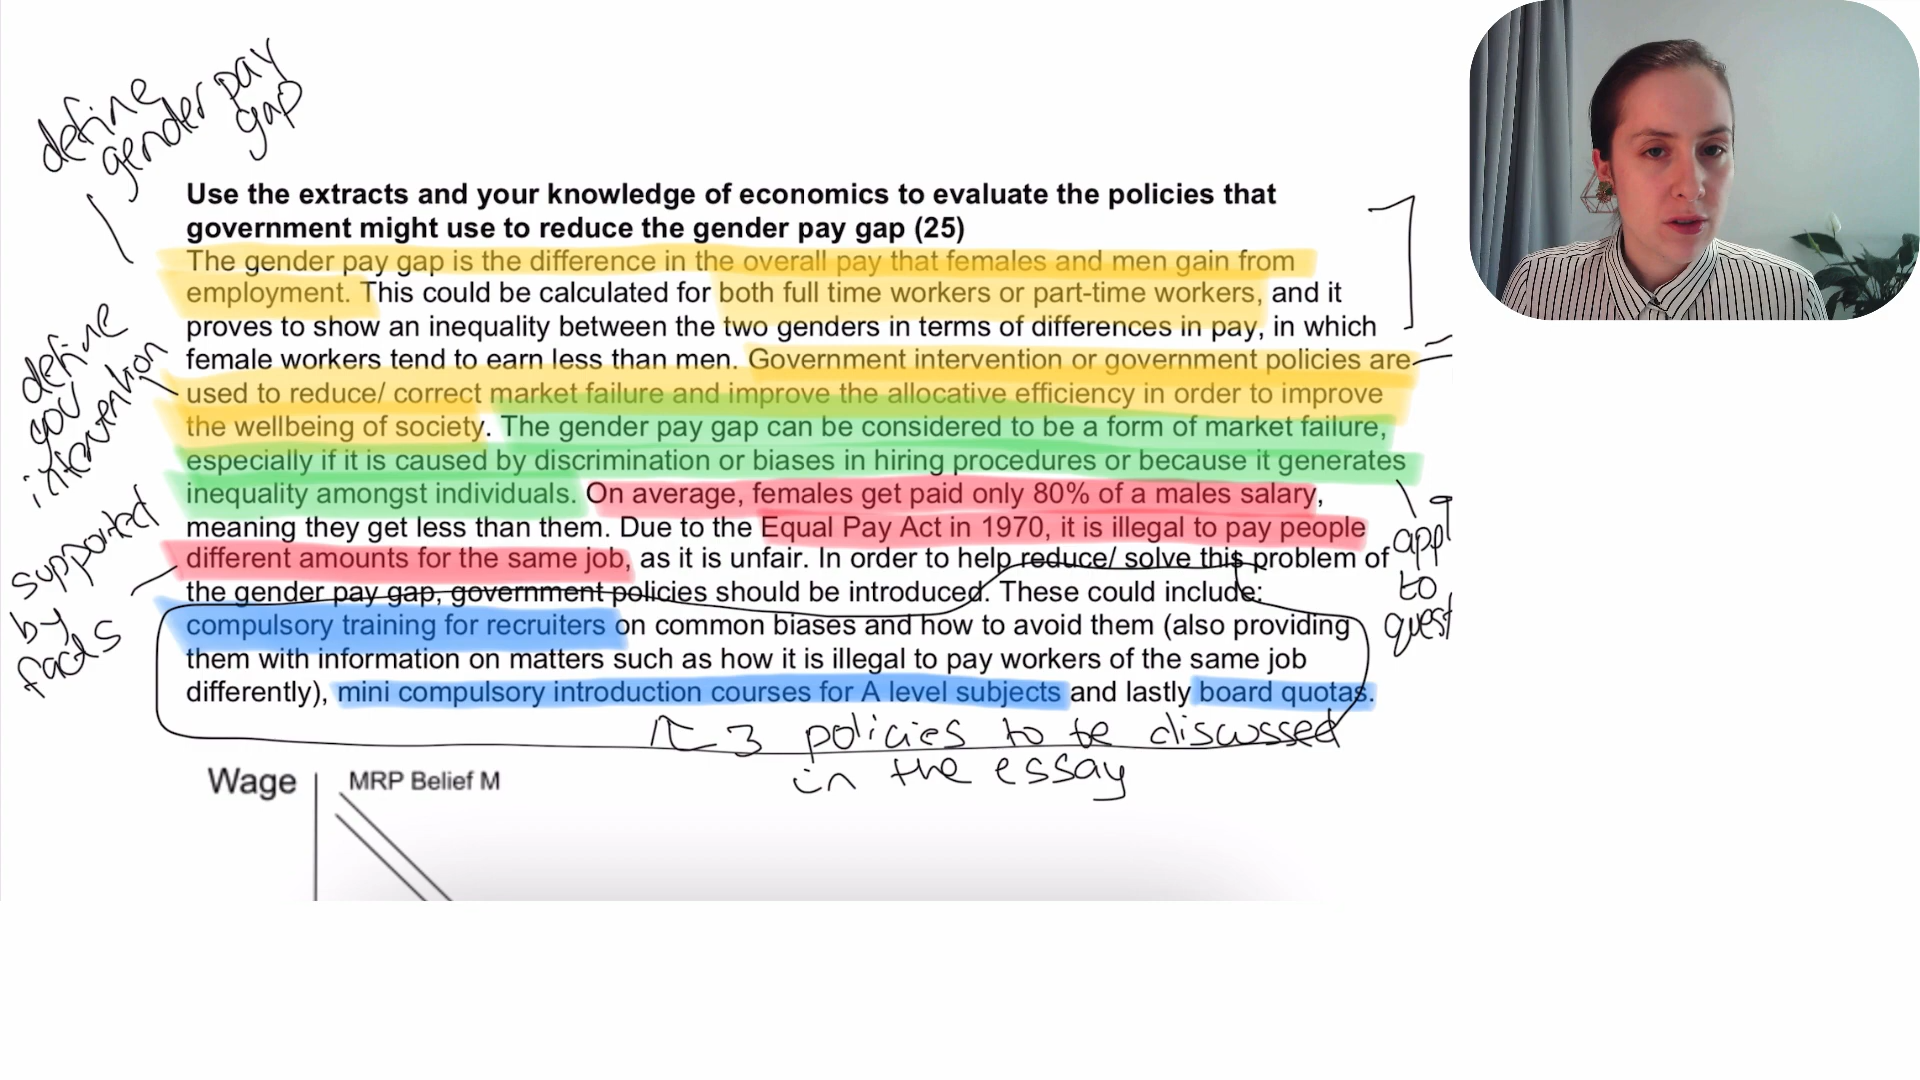 define
gender pay
gap
Use the extracts and your knowledge of economics to evaluate the policies that
government might use to reduce the gender pay gap (25)
The gender pay gap is the difference in the overall pay that females and men gain from
employment. This could be calculated for both full time workers or part-time workers, and it
proves to show an inequality between the two genders in terms of differences in pay, in which
female workers tend to earn less than men. Government intervention or government policies are
used to reduce/ correct market failure and improve the allocative efficiency in order to improve
the wellbeing of society. The gender pay gap can be considered to be a form of market failure,
especially if it is caused by discrimination or biases in hiring procedures or because it generates
inequality amongst individuals. On average, females get paid only 80% of a males salary,
meaning they get less than them. Due to the Equal Pay Act in 1970, it is illegal to pay people
different amounts for the same job, as it is unfair. In order to help reduce/ solve this problem of
the gender pay gap, government policies should be introduced. These could include:
compulsory training for recruiters on common biases and how to avoid them (also providing
them with information on matters such as how it is illegal to pay workers of the same job
differently), mini compulsory introduction courses for A level subjects and lastly board quotas.
define
gov
intervention
supported
by
facts
appl
to
quest
3 policies to be discussed
in the essay
Wage
MRP Belief M